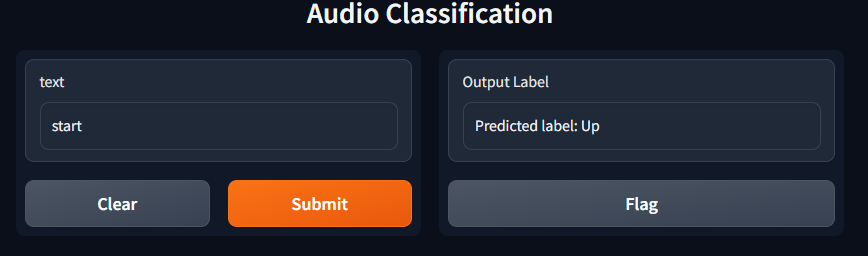 Audio Classification
text
start
Clear
Submit
Output Label
Predicted label: Up
Flag